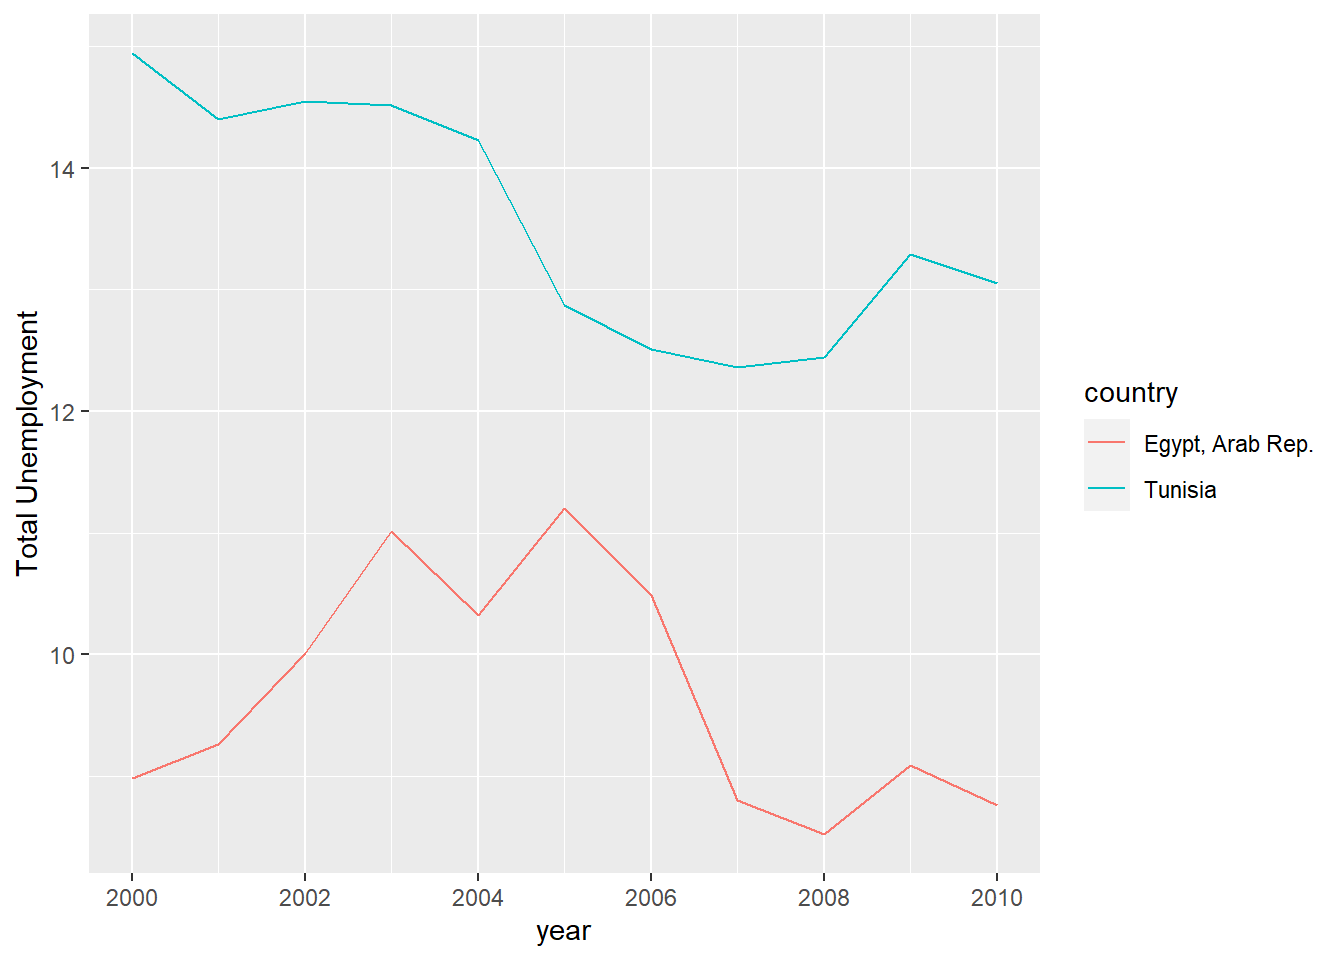 Total Unemployment
14
12
10
2000 2002 2004 2006 2008 2010
year
country
Egypt, Arab Rep.
Tunisia